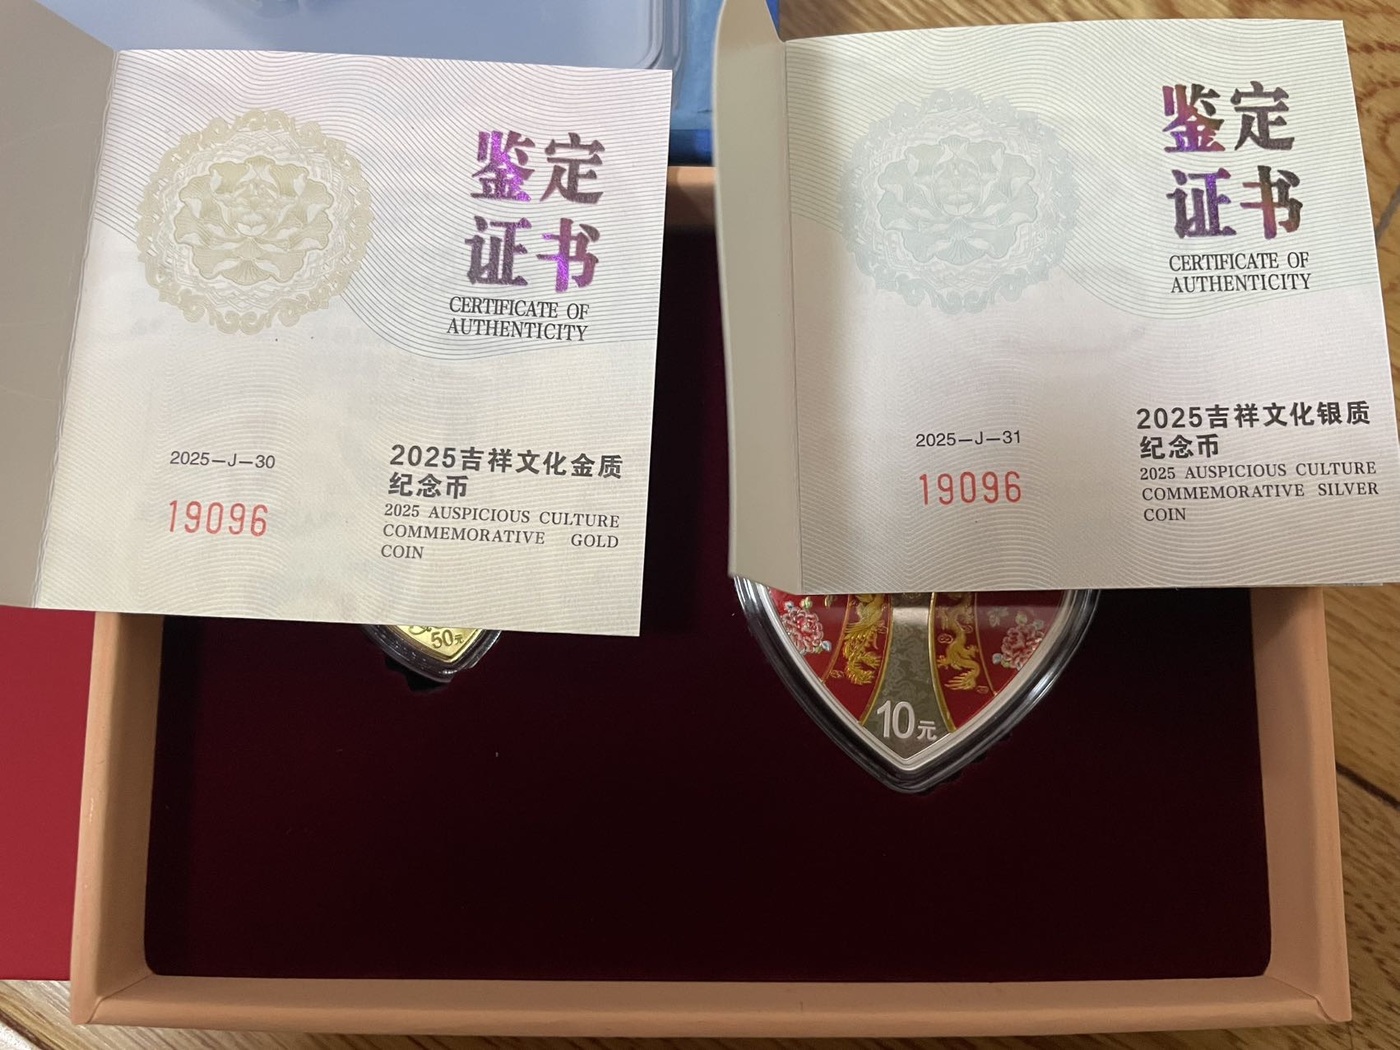 鉴定
证书
CERTIFICATE OF
AUTHENTICITY
2025-J-30
19096
2025吉祥文化金质
纪念币
2025 AUSPICIOUS CULTURE
COMMEMORATIVE GOLD
COIN
50元
鉴定
证书
CERTIFICATE OF
AUTHENTICITY
2025-J-31
19096
2025吉祥文化银质
纪念币
2025 AUSPICIOUS CULTURE
COMMEMORATIVE SILVER
COIN
10元